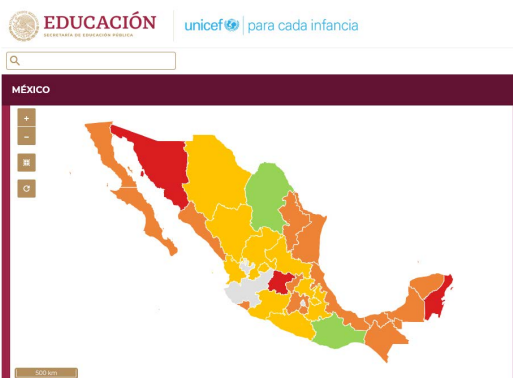 EDUCACIÓN
SECRETARÍA DE EDUCACIÓN PÚBLICA
unicef para cada infancia
MÉXICO
+
−
500 km